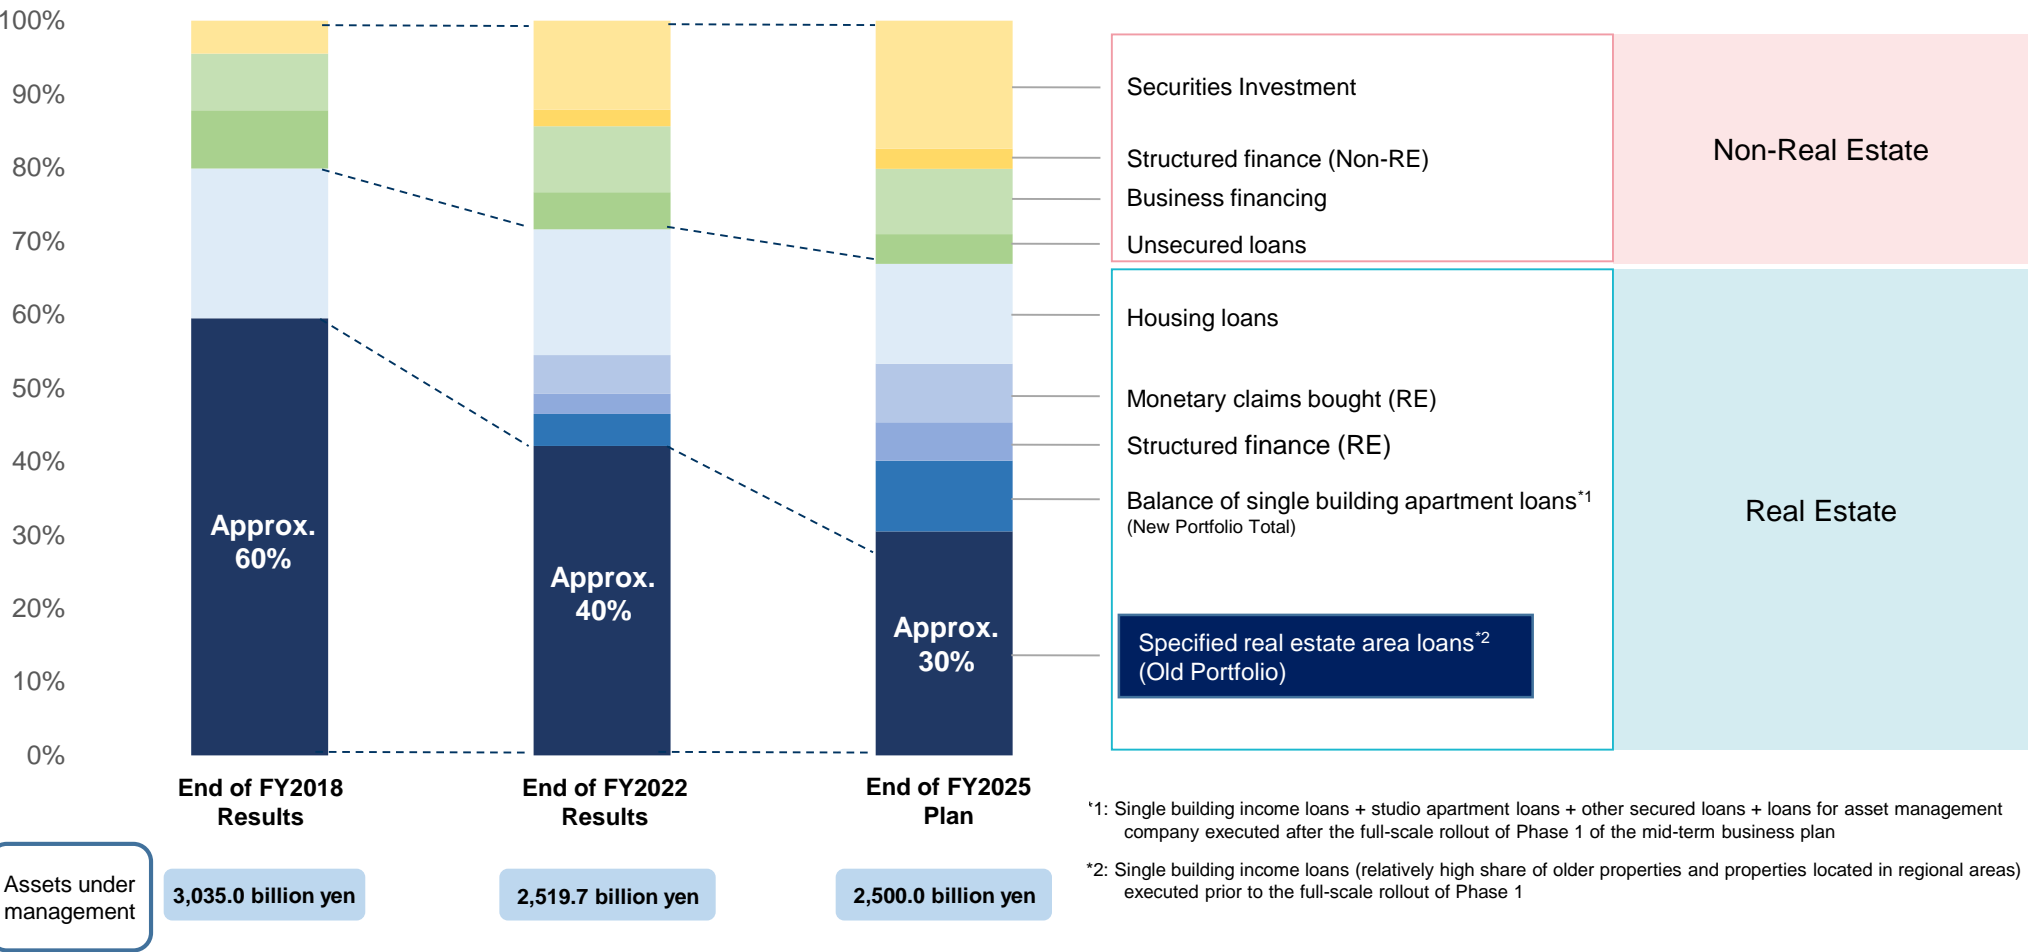 100%
90%
80%
70%
60%
50%
40%
30%
20%
10%
0%
Approx.
60%
Approx.
40%
Approx.
30%
End of FY2018
Results
End of FY2022
Results
End of FY2025
Plan
Assets under
management
3,035.0 billion yen
2,519.7 billion yen
2,500.0 billion yen
Securities Investment
Structured finance (Non-RE)
Business financing
Unsecured loans
Non-Real Estate
Housing loans
Monetary claims bought (RE)
Structured finance (RE)
Balance of single building apartment loans*1
(New Portfolio Total)
Specified real estate area loans*2
(Old Portfolio)
Real Estate
*1: Single building income loans + studio apartment loans + other secured loans + loans for asset management
company executed after the full-scale rollout of Phase 1 of the mid-term business plan
*2: Single building income loans (relatively high share of older properties and properties located in regional areas)
executed prior to the full-scale rollout of Phase 1